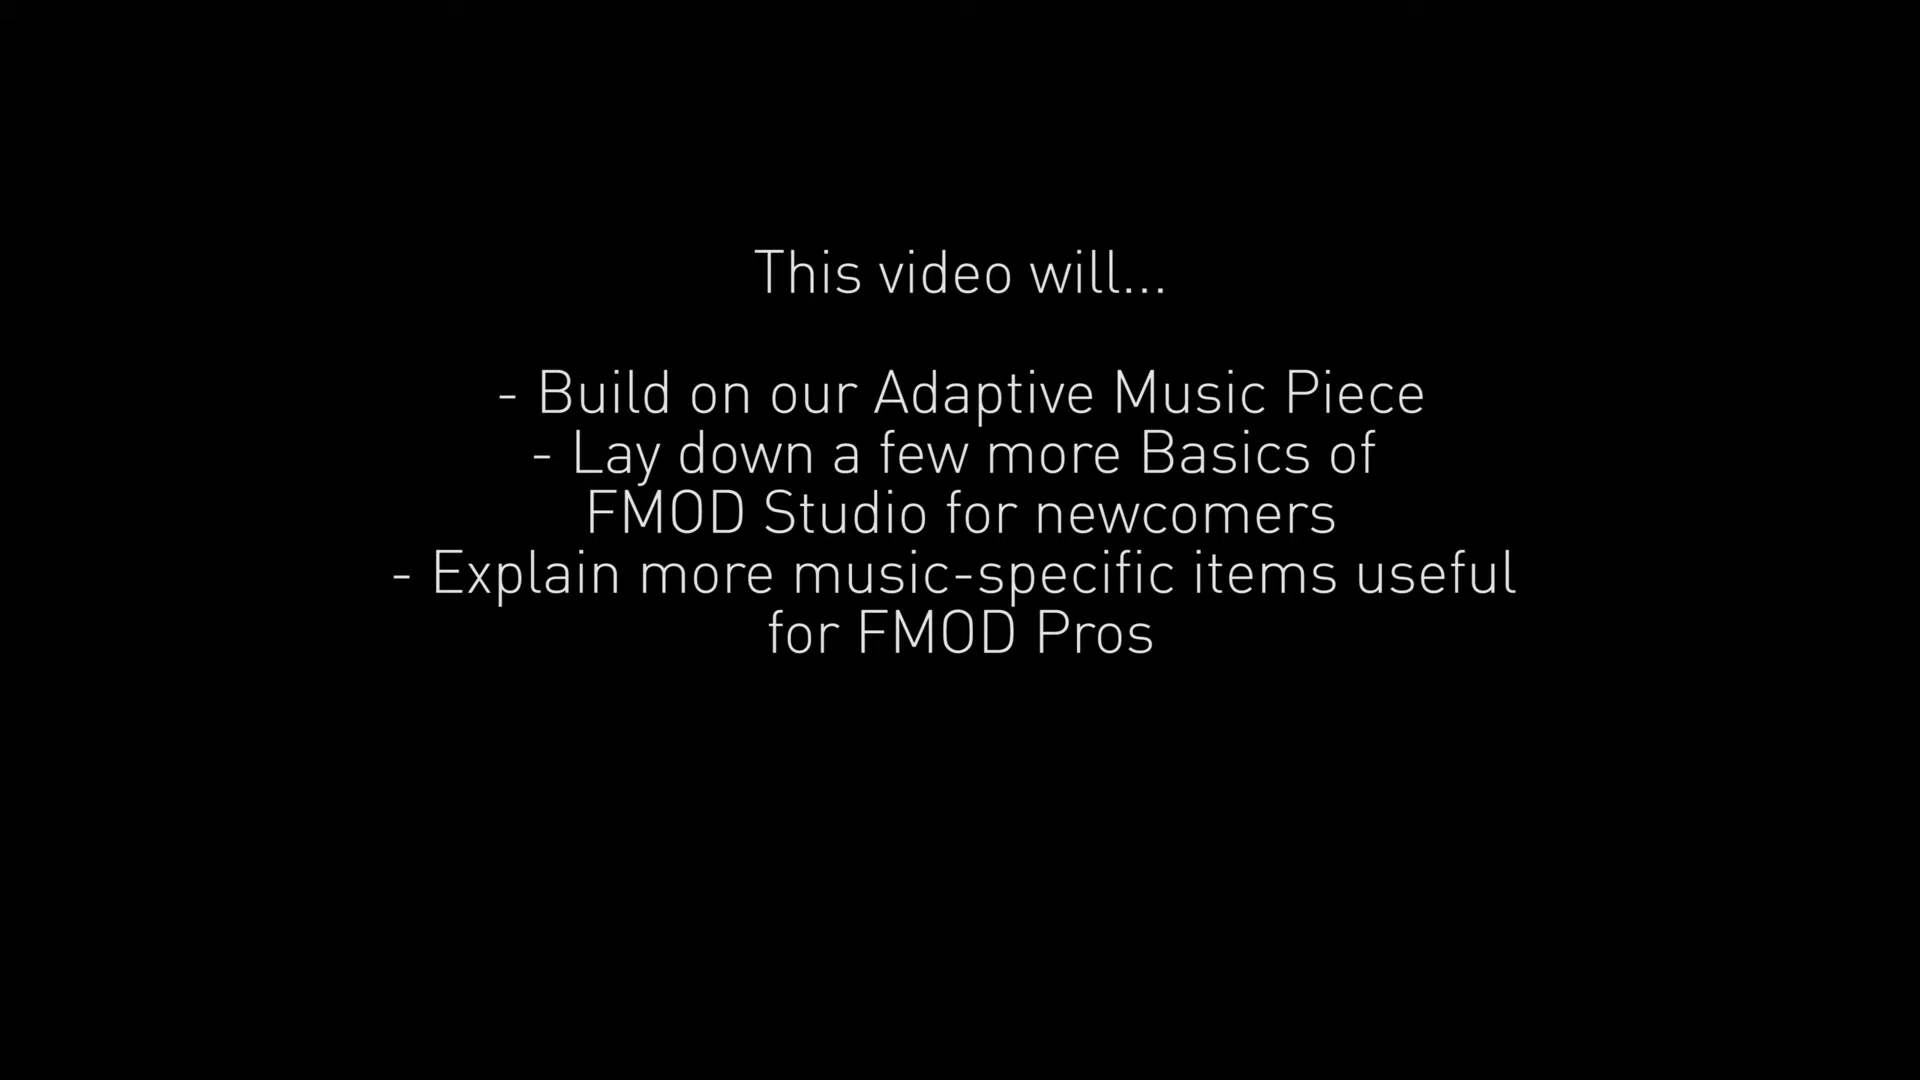 This video will...
- Build on our Adaptive Music Piece
- Lay down a few more Basics of
FMOD Studio for newcomers
- Explain more music-specific items useful
for FMOD Pros